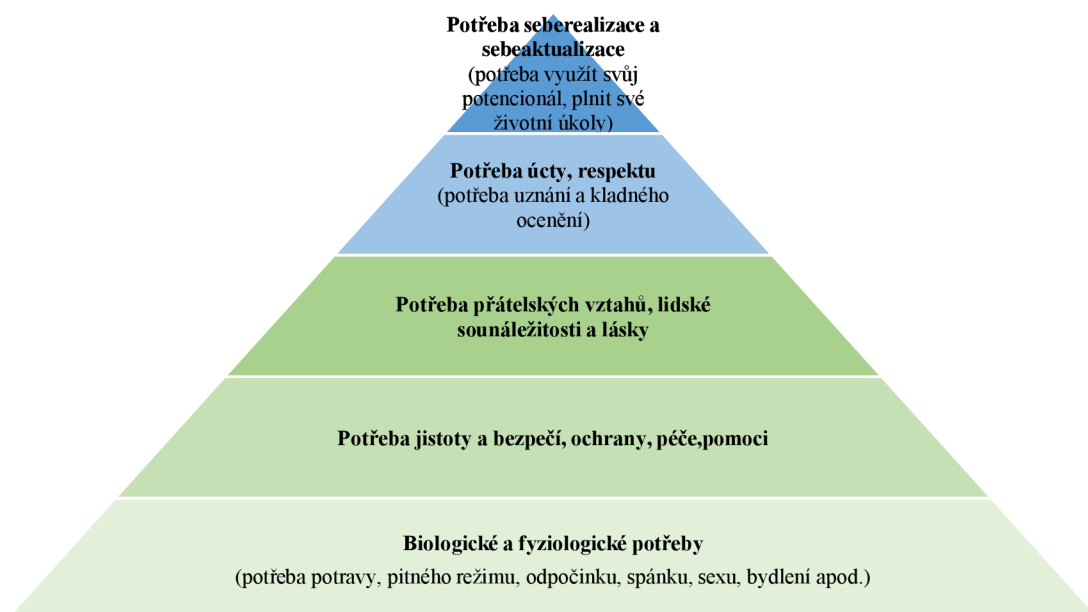 Potřeba seberealizace a
sebeaktualizace
(potřeba využít svůj
potencionál, plnit své
životní úkoly)
Potřeba úcty, respektu
(potřeba uznání a kladného
ocenění)
Potřeba přátelských vztahů, lidské
sounáležitosti a lásky
Potřeba jistoty a bezpečí, ochrany, péče,pomoci
Biologické a fyziologické potřeby
(potřeba potravy, pitného režimu, odpočinku, spánku, sexu, bydlení apod.)